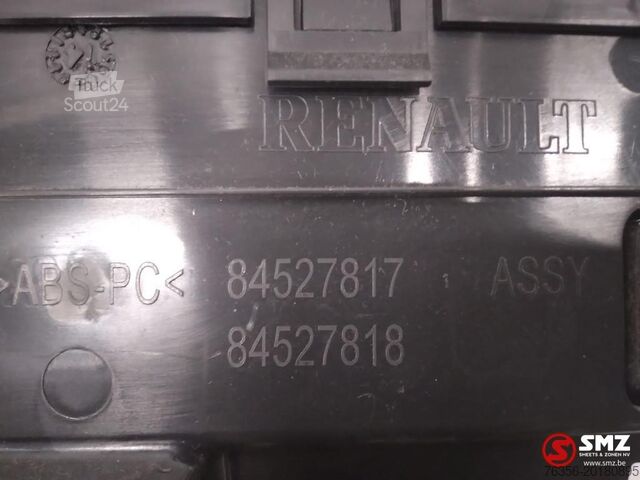 Truck
Scout24
RENAULT
>ABS-PC< 84527817 ASSY
84527818
SMZ
SHEETS & ZONEN NV
www.smz.be